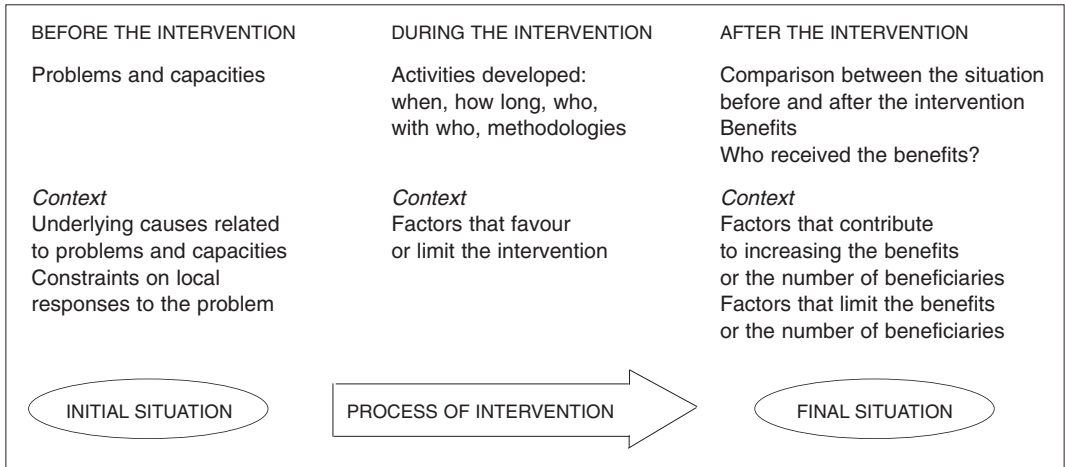 BEFORE THE INTERVENTION
Problems and capacities
Context
Underlying causes related
to problems and capacities
Constraints on local
responses to the problem
INITIAL SITUATION
DURING THE INTERVENTION
Activities developed:
when, how long, who,
with who, methodologies
Context
Factors that favour
or limit the intervention
PROCESS OF INTERVENTION
AFTER THE INTERVENTION
Comparison between the situation
before and after the intervention
Benefits
Who received the benefits?
Context
Factors that contribute
to increasing the benefits
or the number of beneficiaries
Factors that limit the benefits
or the number of beneficiaries
FINAL SITUATION